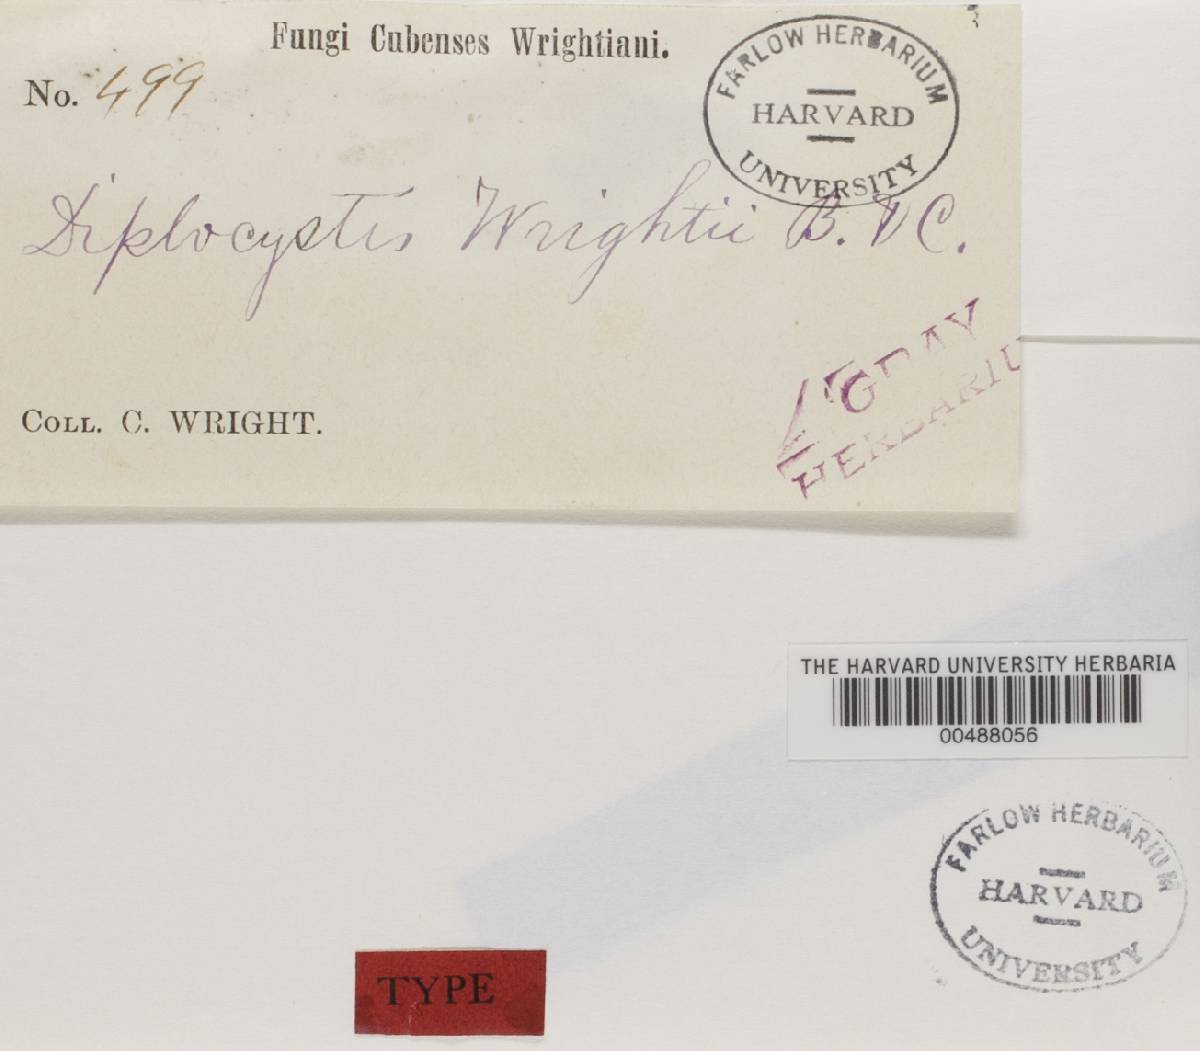 Fungi Cubenses Wrightiani.
No. 499
FARLOW HERBARIUM
HARVARD
UNIVERSITY
Diplocystis Wrightii B. & C.
GRAY
HERBARIU
COLL. C. WRIGHT.
THE HARVARD UNIVERSITY HERBARIA
00488056
FARLOW HERBARIUM
HARVARD
UNIVERSITY
TYPE